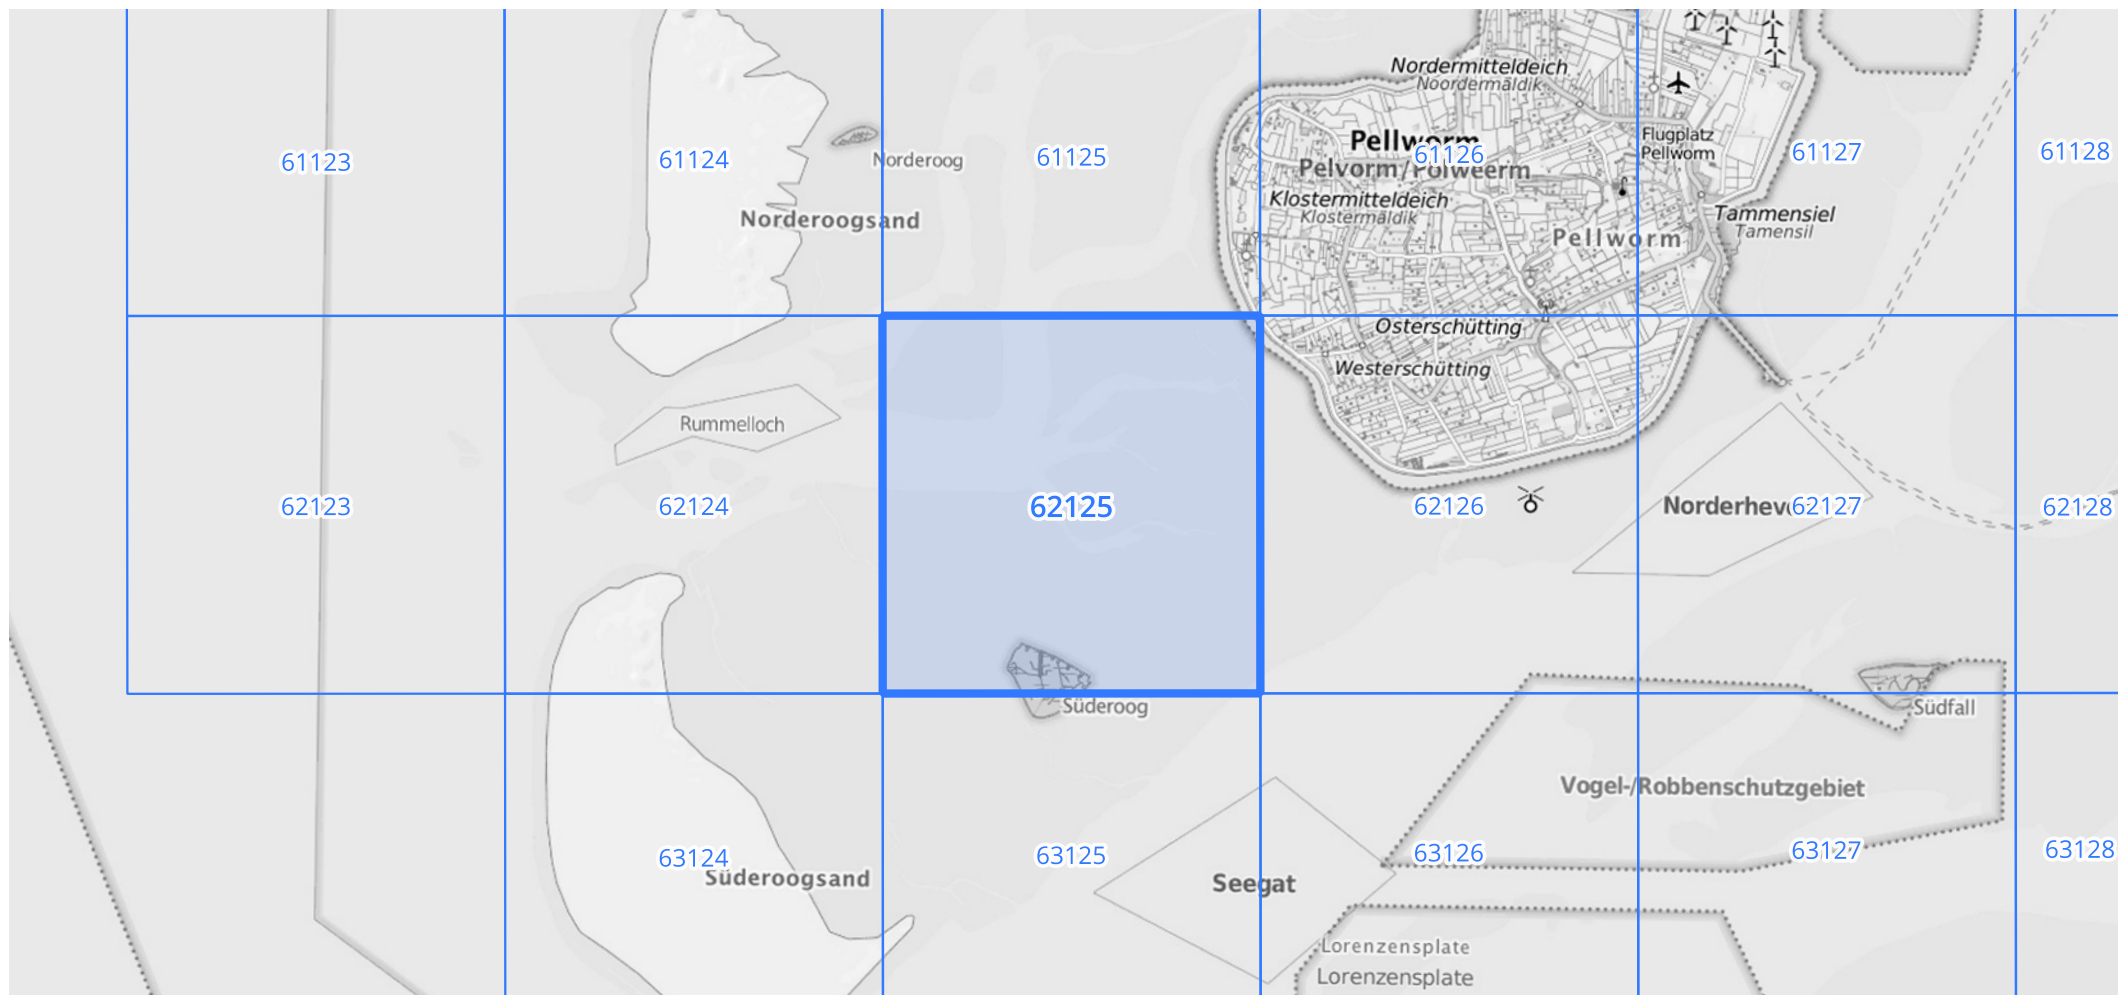 Nordermitteldeich
Noordermäldik
Pellworm
Pelvorm/Polweerm
61123
61124
61125
61126
61127
61128
Flugplatz
Pellworm
Norderoog
Norderoogsand
Klostermitteldeich
Klostermäldik
Tammensiel
Tamensil
Pellworm
Osterschütting
Westerschütting
Rummelloch
62123
62124
62125
62126
Norderheve
62127
62128
Süderoog
Südfall
Vogel-/Robbenschutzgebiet
63124
63125
63126
63127
63128
Süderoogsand
Seegat
Lorenzensplate
Lorenzensplate